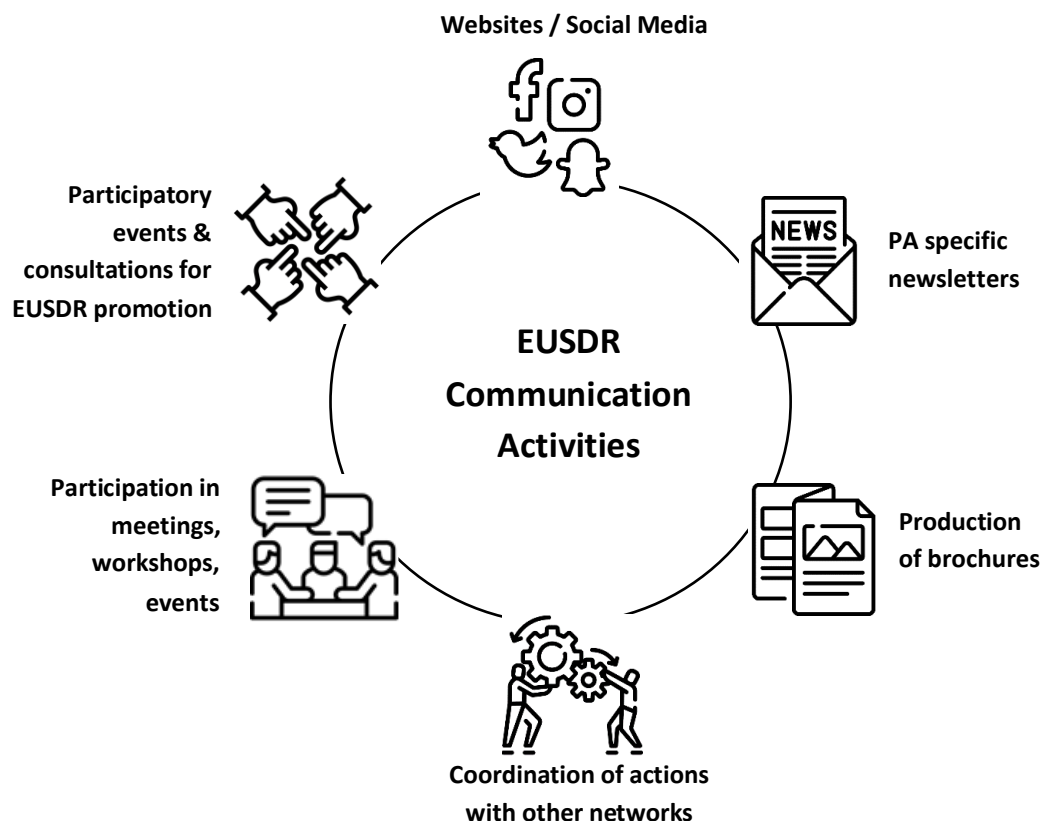 Websites / Social Media
Participatory
events &
consultations for
EUSDR promotion
NEWS
PA specific
newsletters
EUSDR
Communication
Activities
Participation in
meetings,
workshops,
events
Production
of brochures
Coordination of actions
with other networks